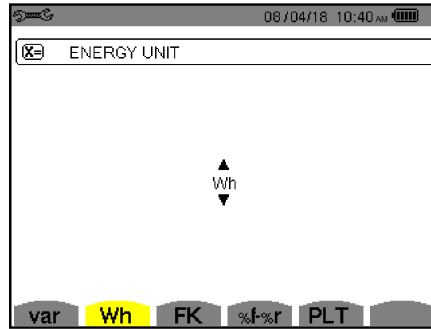 08/04/18 10:40 AM
X= ENERGY UNIT
Wh
var Wh FK %f-%r PLT